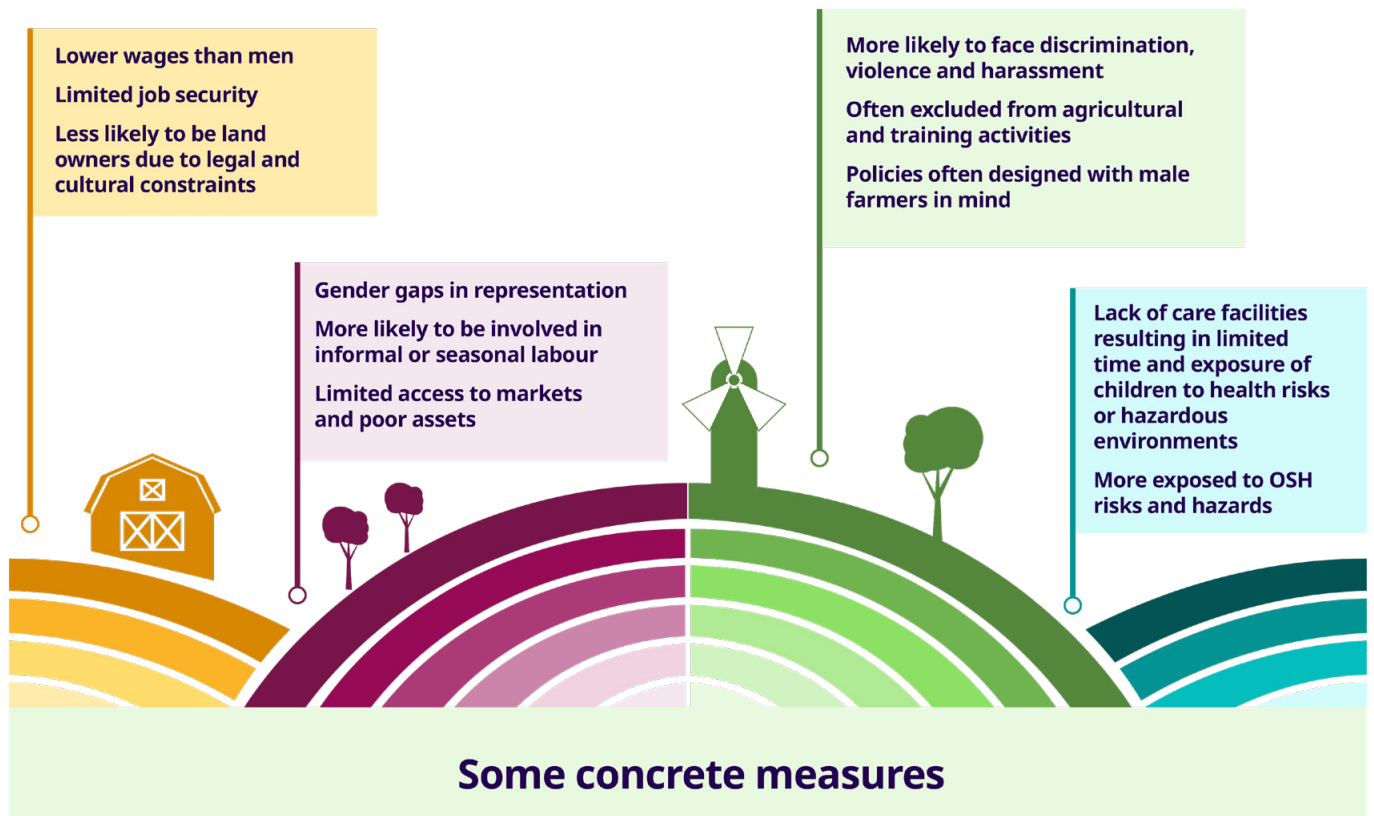 Lower wages than men
Limited job security
Less likely to be land
owners due to legal and
cultural constraints
Gender gaps in representation
More likely to be involved in
informal or seasonal labour
Limited access to markets
and poor assets
More likely to face discrimination,
violence and harassment
Often excluded from agricultural
and training activities
Policies often designed with male
farmers in mind
Lack of care facilities
resulting in limited
time and exposure of
children to health risks
or hazardous
environments
More exposed to OSH
risks and hazards
Some concrete measures